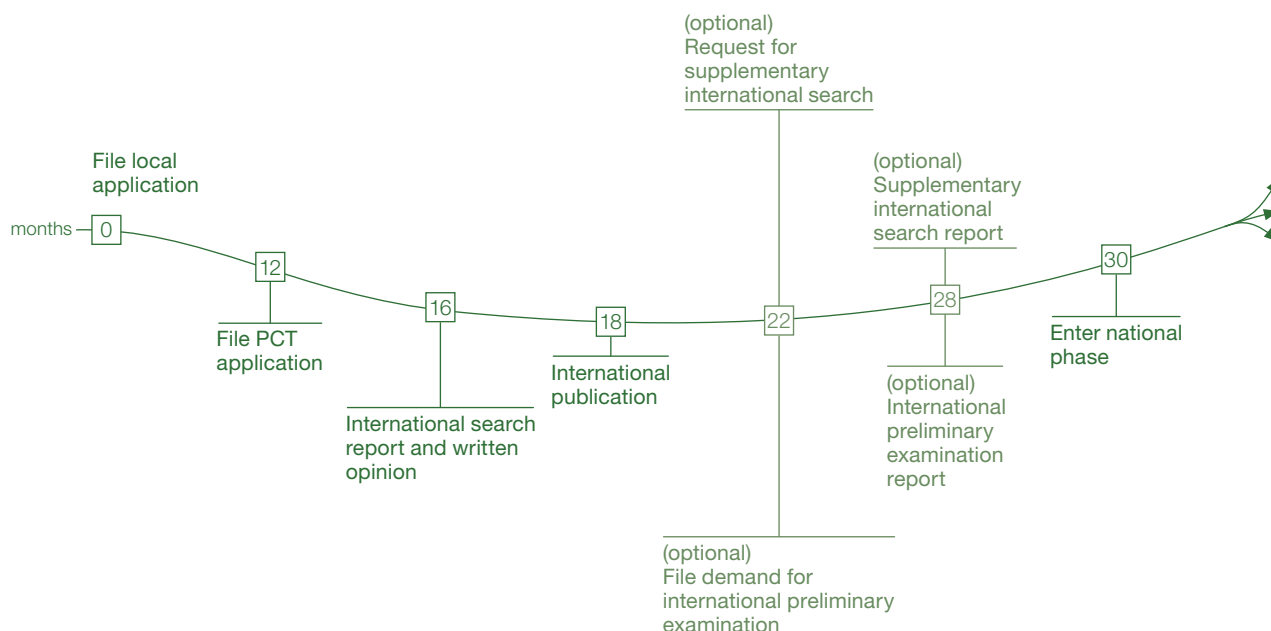 months
0
File local
application
12
File PCT
application
16
International search
report and written
opinion
18
International
publication
(optional)
Request for
supplementary
international search
22
(optional)
File demand for
international preliminary
examination
(optional)
Supplementary
international
search report
28
(optional)
International
preliminary
examination
report
30
Enter national
phase